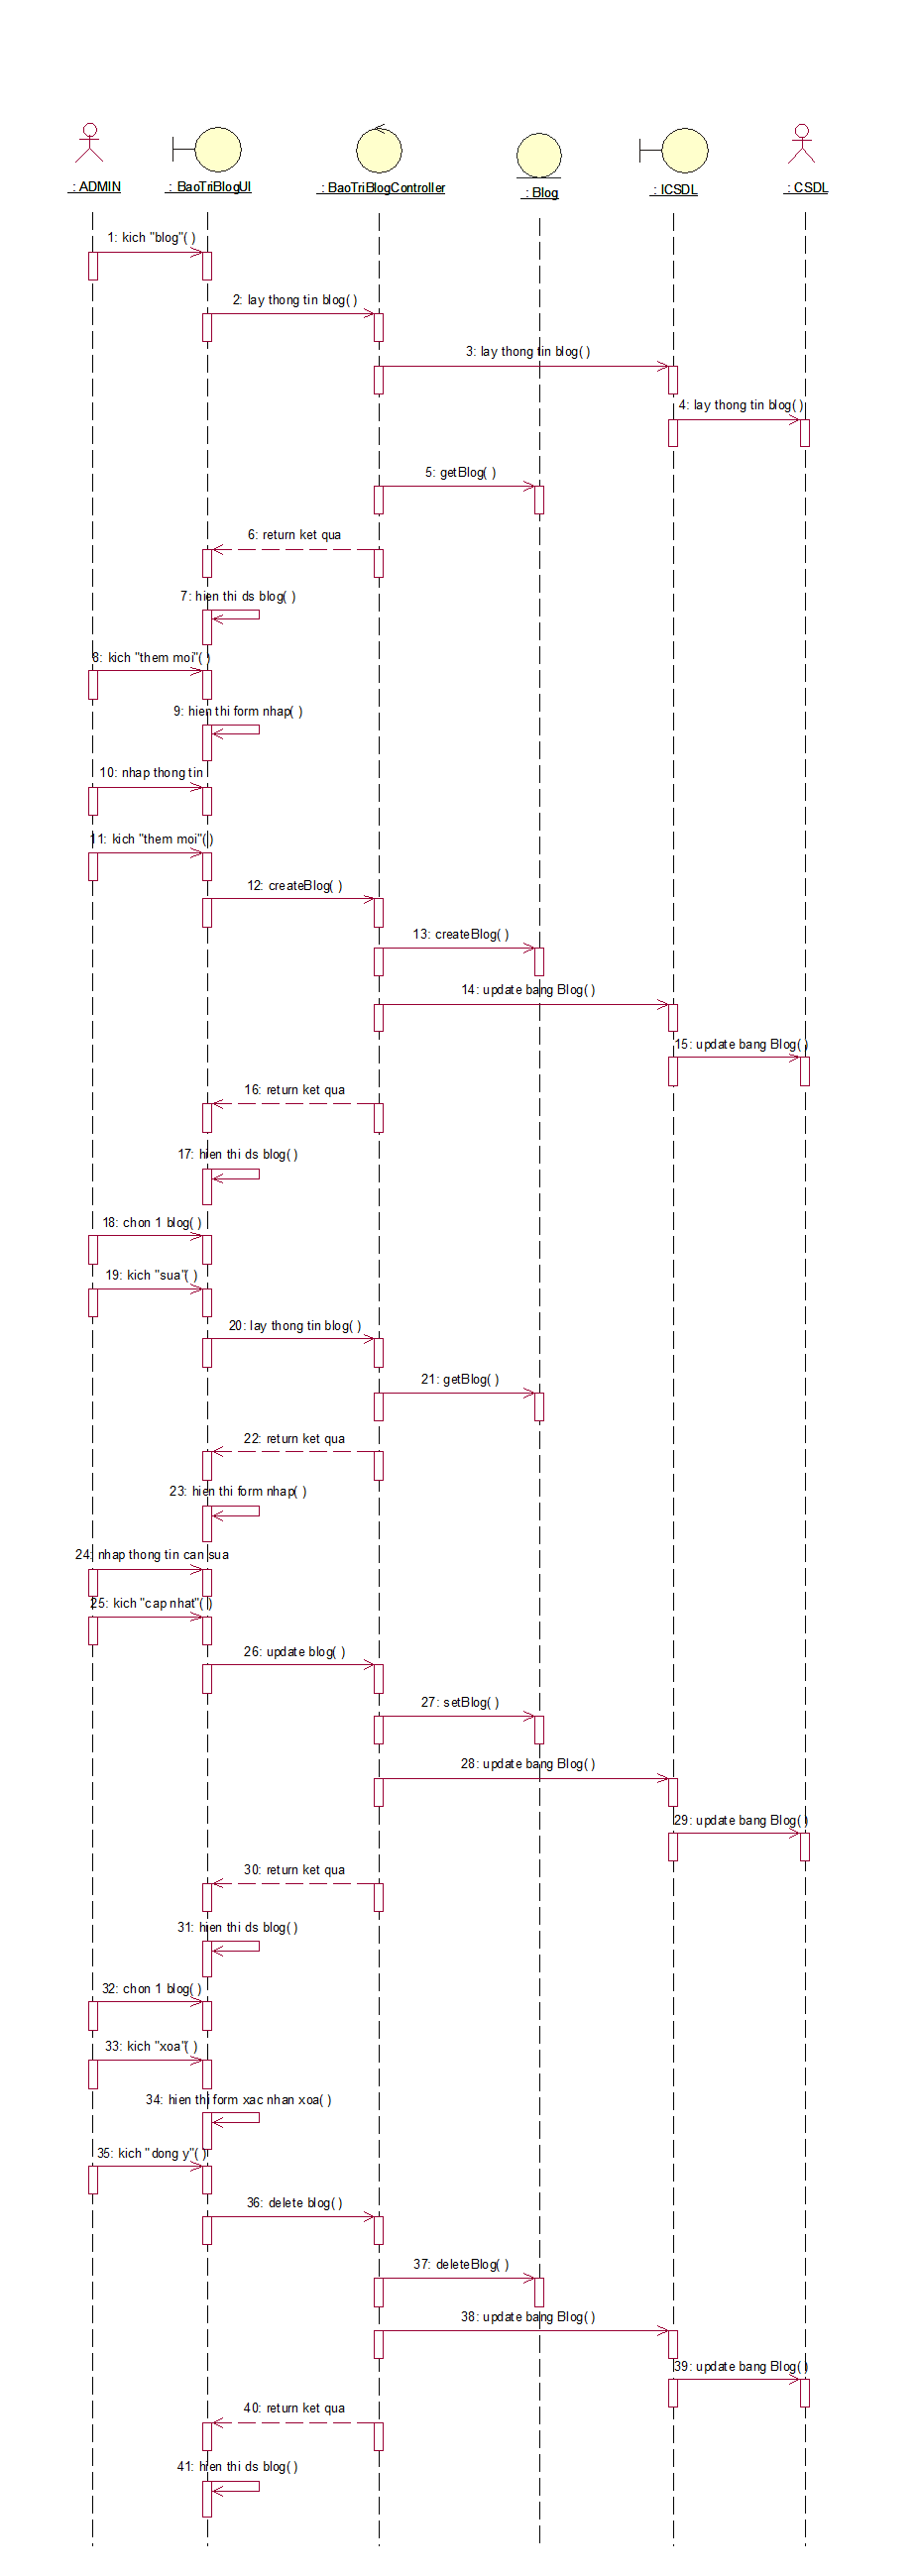 : ADMIN
: BaoTriBlogUI
: BaoTriBlogController
: Blog
: ICSDL
: CSDL
1: kich "blog"( )
2: lay thong tin blog( )
3: lay thong tin blog( )
4: lay thong tin blog( )
5: getBlog( )
6: return ket qua
7: hien thi ds blog( )
8: kich "them moi"( )
9: hien thi form nhap( )
10: nhap thong tin
11: kich "them moi"( )
12: createBlog( )
13: createBlog( )
14: update bang Blog( )
15: update bang Blog( )
16: return ket qua
17: hien thi ds blog( )
18: chon 1 blog( )
19: kich "sua"( )
20: lay thong tin blog( )
21: getBlog( )
22: return ket qua
23: hien thi form nhap( )
24: nhap thong tin can sua
25: kich "cap nhat"( )
26: update blog( )
27: setBlog( )
28: update bang Blog( )
29: update bang Blog( )
30: return ket qua
31: hien thi ds blog( )
32: chon 1 blog( )
33: kich "xoa"( )
34: hien thi form xac nhan xoa( )
35: kich "dong y"( )
36: delete blog( )
37: deleteBlog( )
38: update bang Blog( )
39: update bang Blog( )
40: return ket qua
41: hien thi ds blog( )